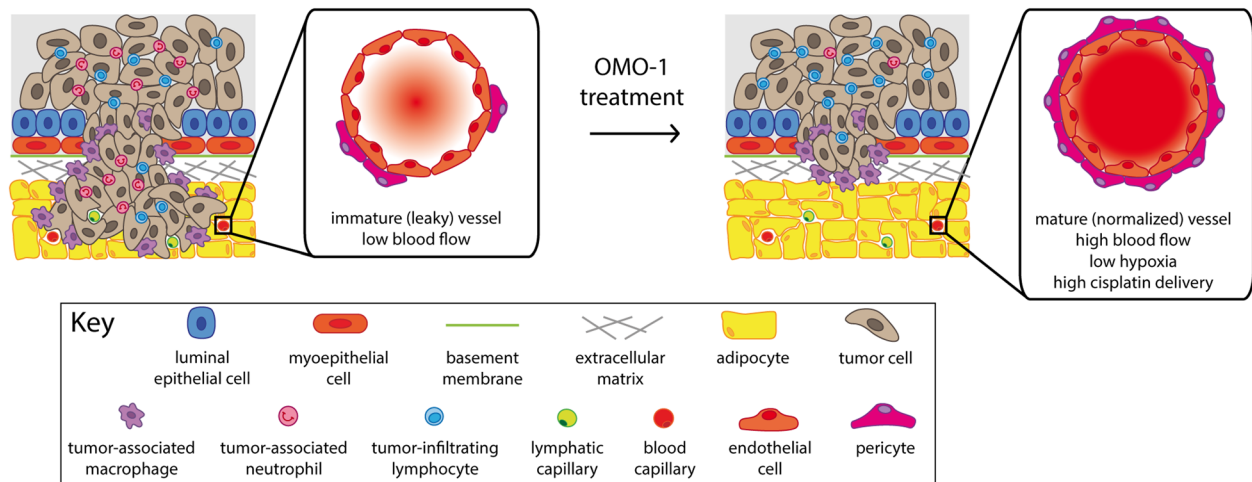 OMO-1
treatment
immature (leaky) vessel
low blood flow
mature (normalized) vessel
high blood flow
low hypoxia
high cisplatin delivery
Key
luminal
epithelial cell
myoepithelial
cell
basement
membrane
extracellular
matrix
adipocyte
tumor cell
tumor-associated
macrophage
tumor-associated
neutrophil
tumor-infiltrating
lymphocyte
lymphatic
capillary
blood
capillary
endothelial
cell
pericyte